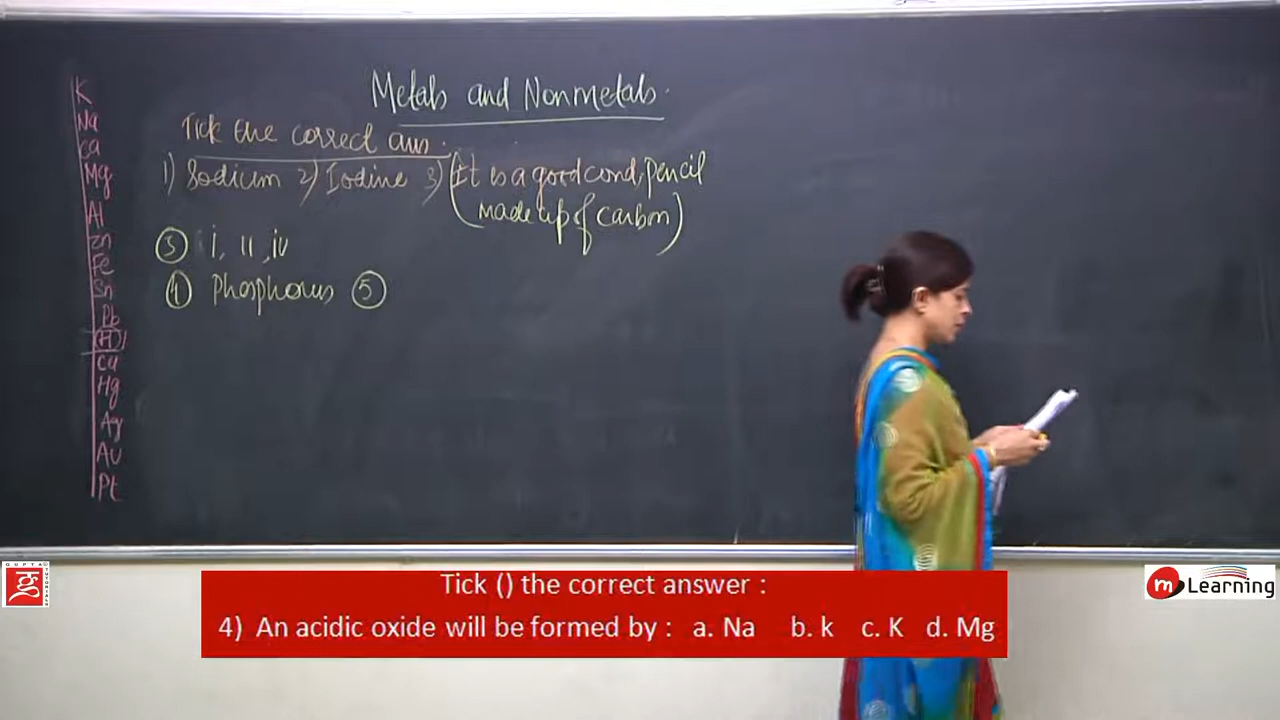 Metals and Nonmetals.
Tick the correct ans.
1) Sodium 2) Iodine 3) (It is a good cond, pencil
made up of carbon)
③ i, ii, iv
④ Phosphorus ⑤
K
Na
Ca
Mg
Al
Zn
Fe
Sn
Pb
(H)
Cu
Hg
Ag
Au
Pt
GUPTA
TUTORIALS
Tick () the correct answer :
4) An acidic oxide will be formed by : a. Na b. k c. K d. Mg
m Learning